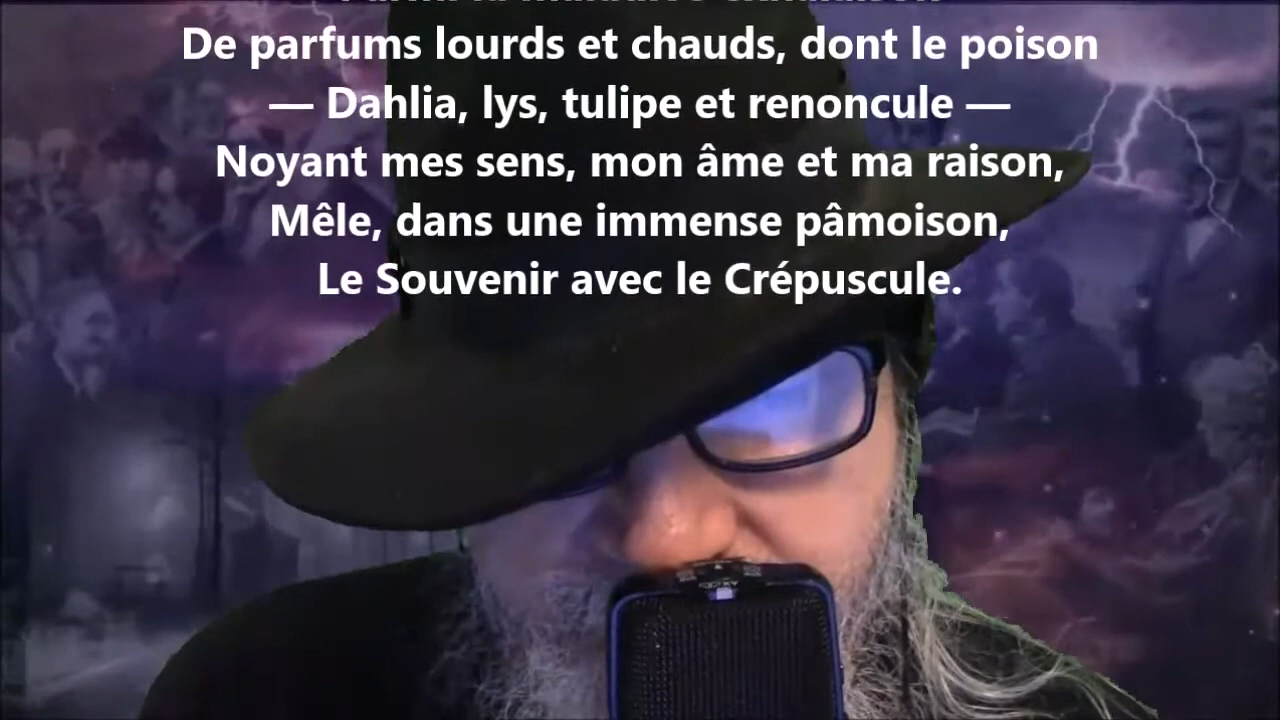 De parfums lourds et chauds, dont le poison
— Dahlia, lys, tulipe et renoncule —
Noyant mes sens, mon âme et ma raison,
Mêle, dans une immense pâmoison,
Le Souvenir avec le Crépuscule.